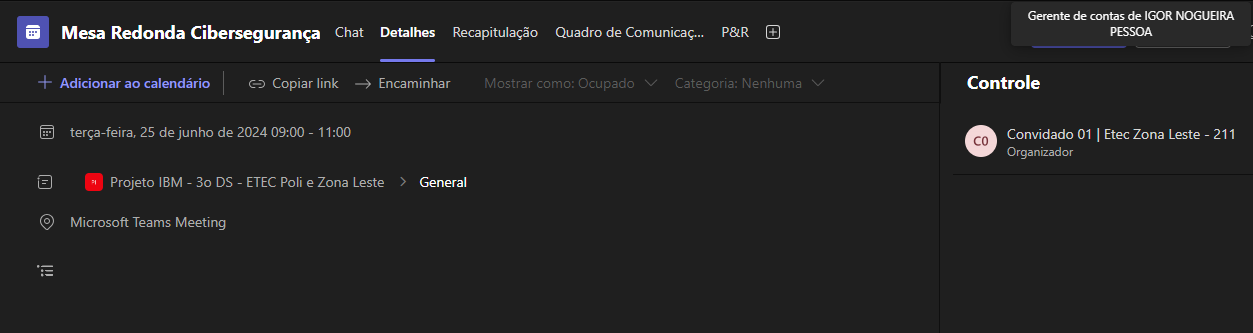 Mesa Redonda Cibersegurança
Chat
Detalhes
Recapitulação
Quadro de Comunicaç...
P&R
Gerente de contas de IGOR NOGUEIRA
PESSOA
Adicionar ao calendário
Copiar link
Encaminhar
Mostrar como: Ocupado
Categoria: Nenhuma
Controle
terça-feira, 25 de junho de 2024 09:00 - 11:00
C0
Convidado 01 | Etec Zona Leste - 211
Organizador
Projeto IBM - 3o DS - ETEC Poli e Zona Leste
General
Microsoft Teams Meeting